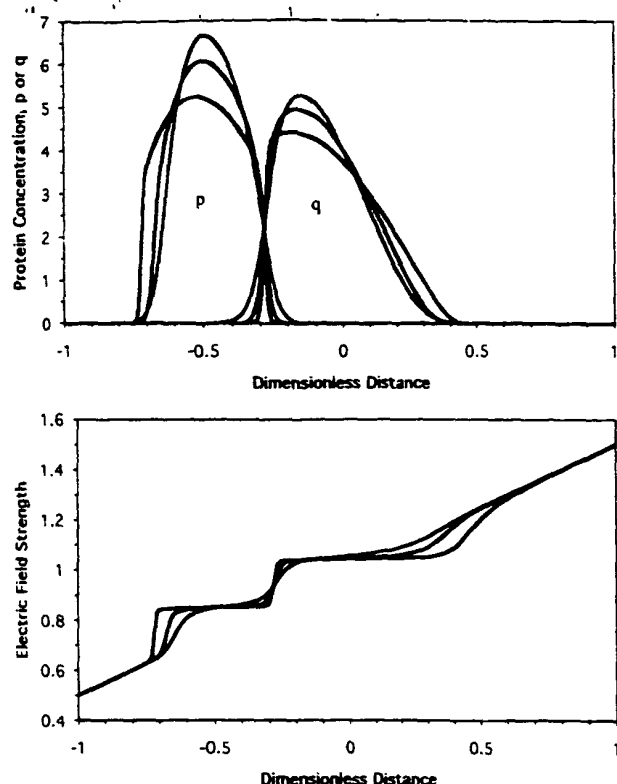 7
6
5
4
3
2
1
0
Protein Concentration, p or q
p
q
-1 -0.5 0 0.5 1
Dimensionless Distance
1.6
1.4
1.2
1
0.8
0.6
0.4
Electric Field Strength
-1 -0.5 0 0.5 1
Dimensionless Distance